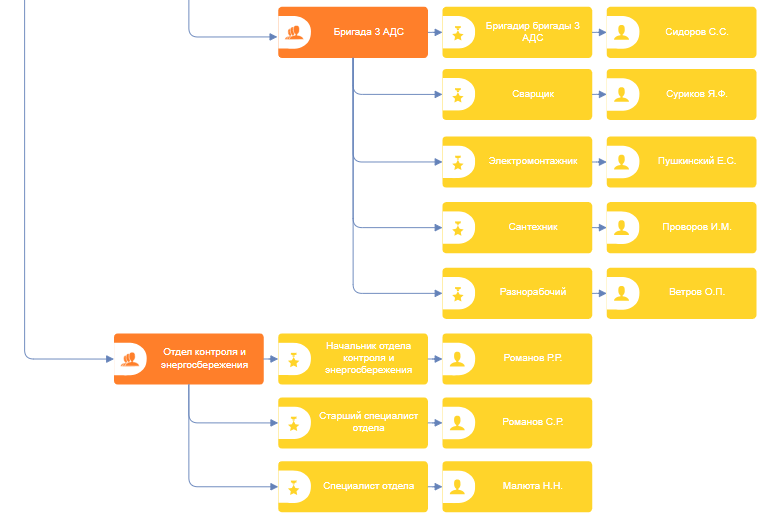 Бригада 3 АДС
Бригадир бригады 3
АДС
Сидоров С.С.
Сварщик
Суриков Я.Ф.
Электромонтажник
Пушкинский Е.С.
Сантехник
Проворов И.М.
Разнорабочий
Ветров О.П.
Отдел контроля и
энергосбережения
Начальник отдела
контроля и
энергосбережения
Романов Р.Р.
Старший специалист
отдела
Романов С.Р.
Специалист отдела
Малюта Н.Н.